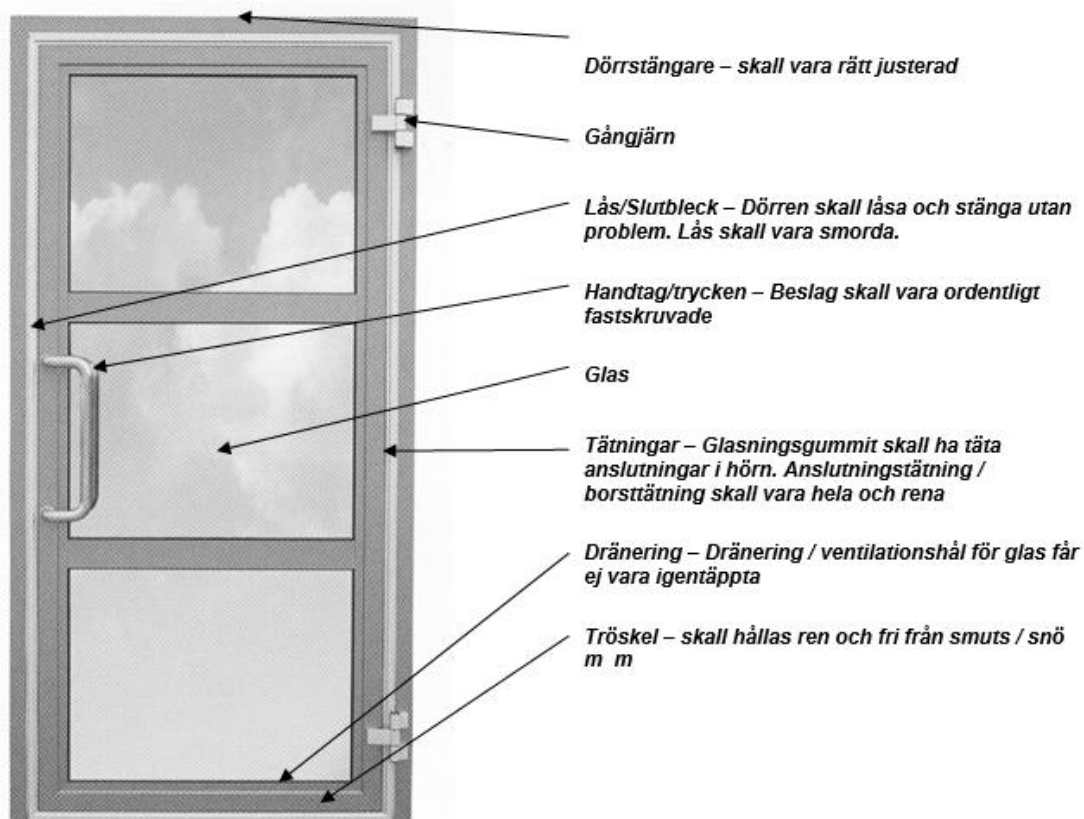 Dörrstängare – skall vara rätt justerad
Gångjärn
Lås/Slutbleck – Dörren skall låsa och stänga utan
problem. Lås skall vara smorda.
Handtag/trycken – Beslag skall vara ordentligt
fastskruvade
Glas
Tätningar – Glasningsgummit skall ha täta
anslutningar i hörn. Anslutningstätning /
borsttätning skall vara hela och rena
Dränering – Dränering / ventilationshål för glas får
ej vara igentäppta
Tröskel – skall hållas ren och fri från smuts / snö
m  m